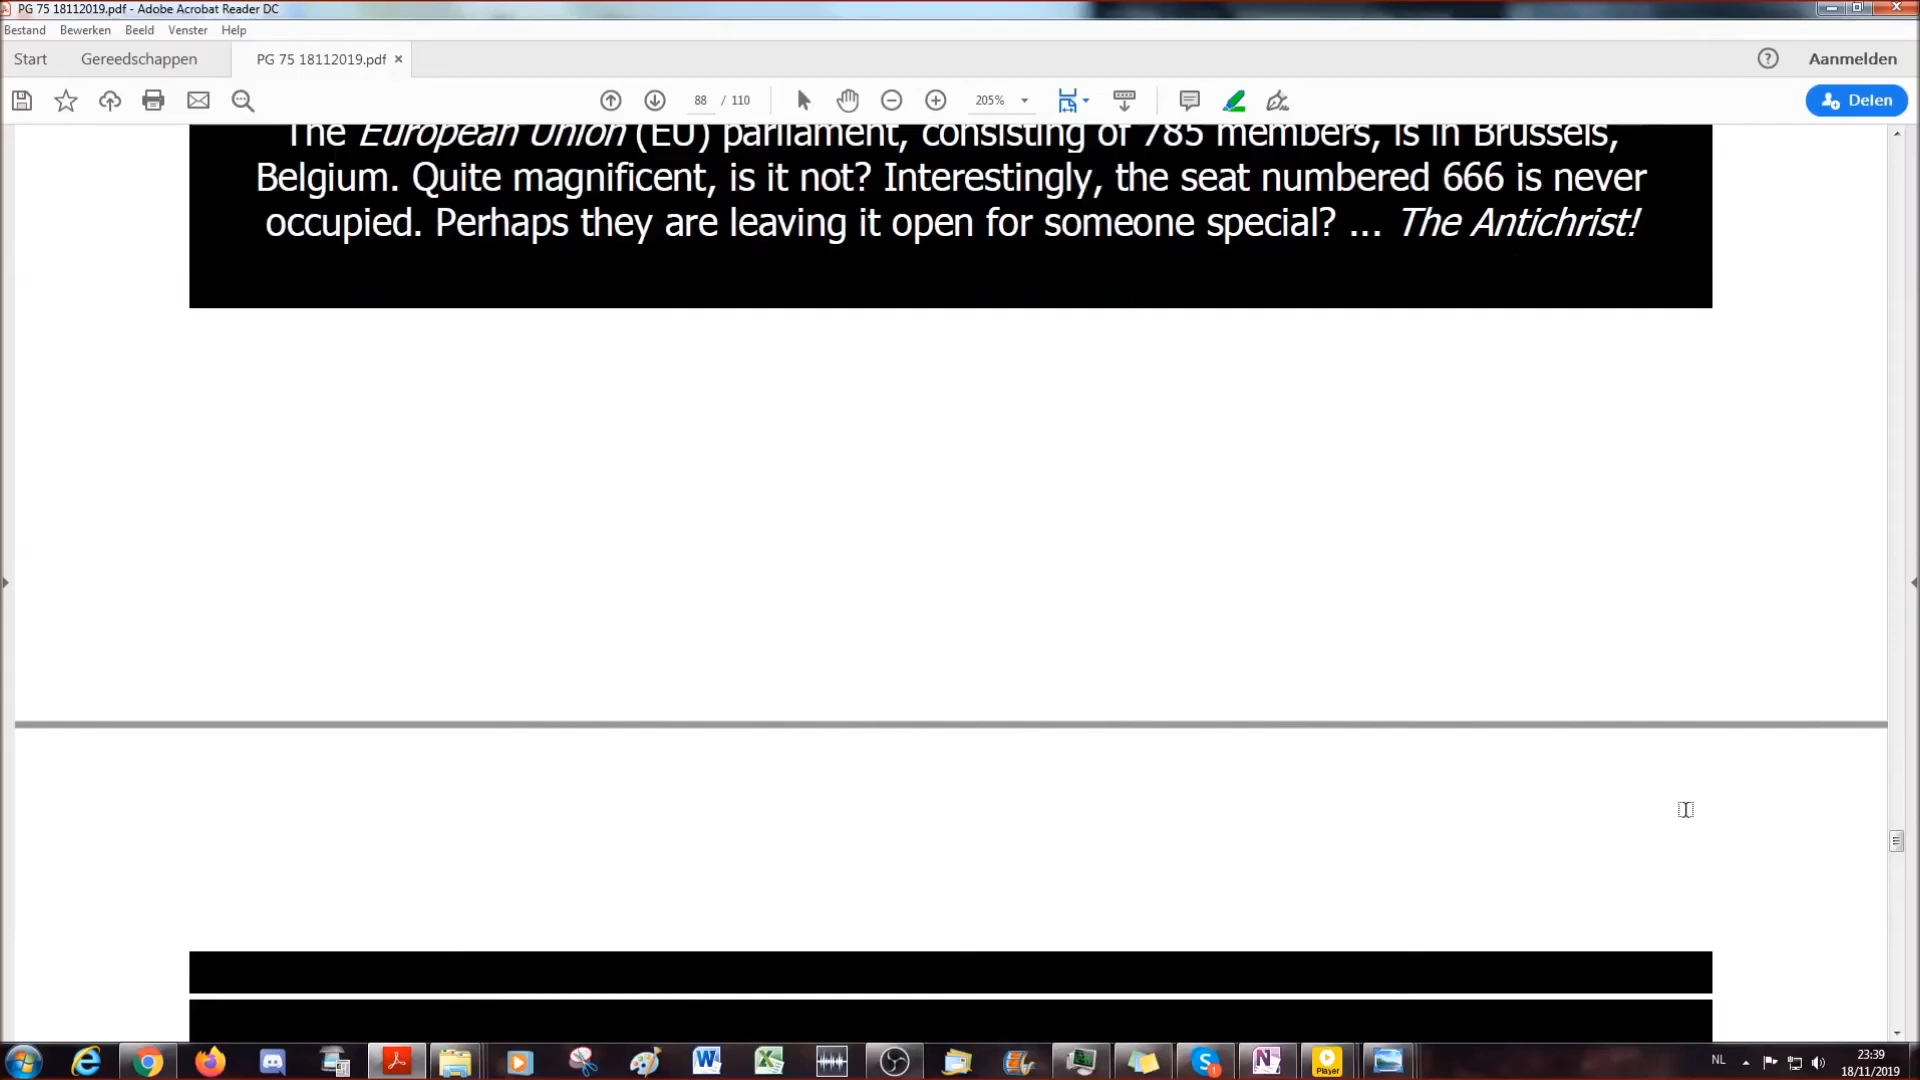 PG 75 18112019.pdf - Adobe Acrobat Reader DC
Bestand Bewerken Beeld Venster Help
Start Gereedschappen PG 75 18112019.pdf × Aanmelden
88 / 110 205% Delen
The European Union (EU) parliament, consisting of 785 members, is in Brussels,
Belgium. Quite magnificent, is it not? Interestingly, the seat numbered 666 is never
occupied. Perhaps they are leaving it open for someone special? ... The Antichrist!
Player
NL
23:39
18/11/2019